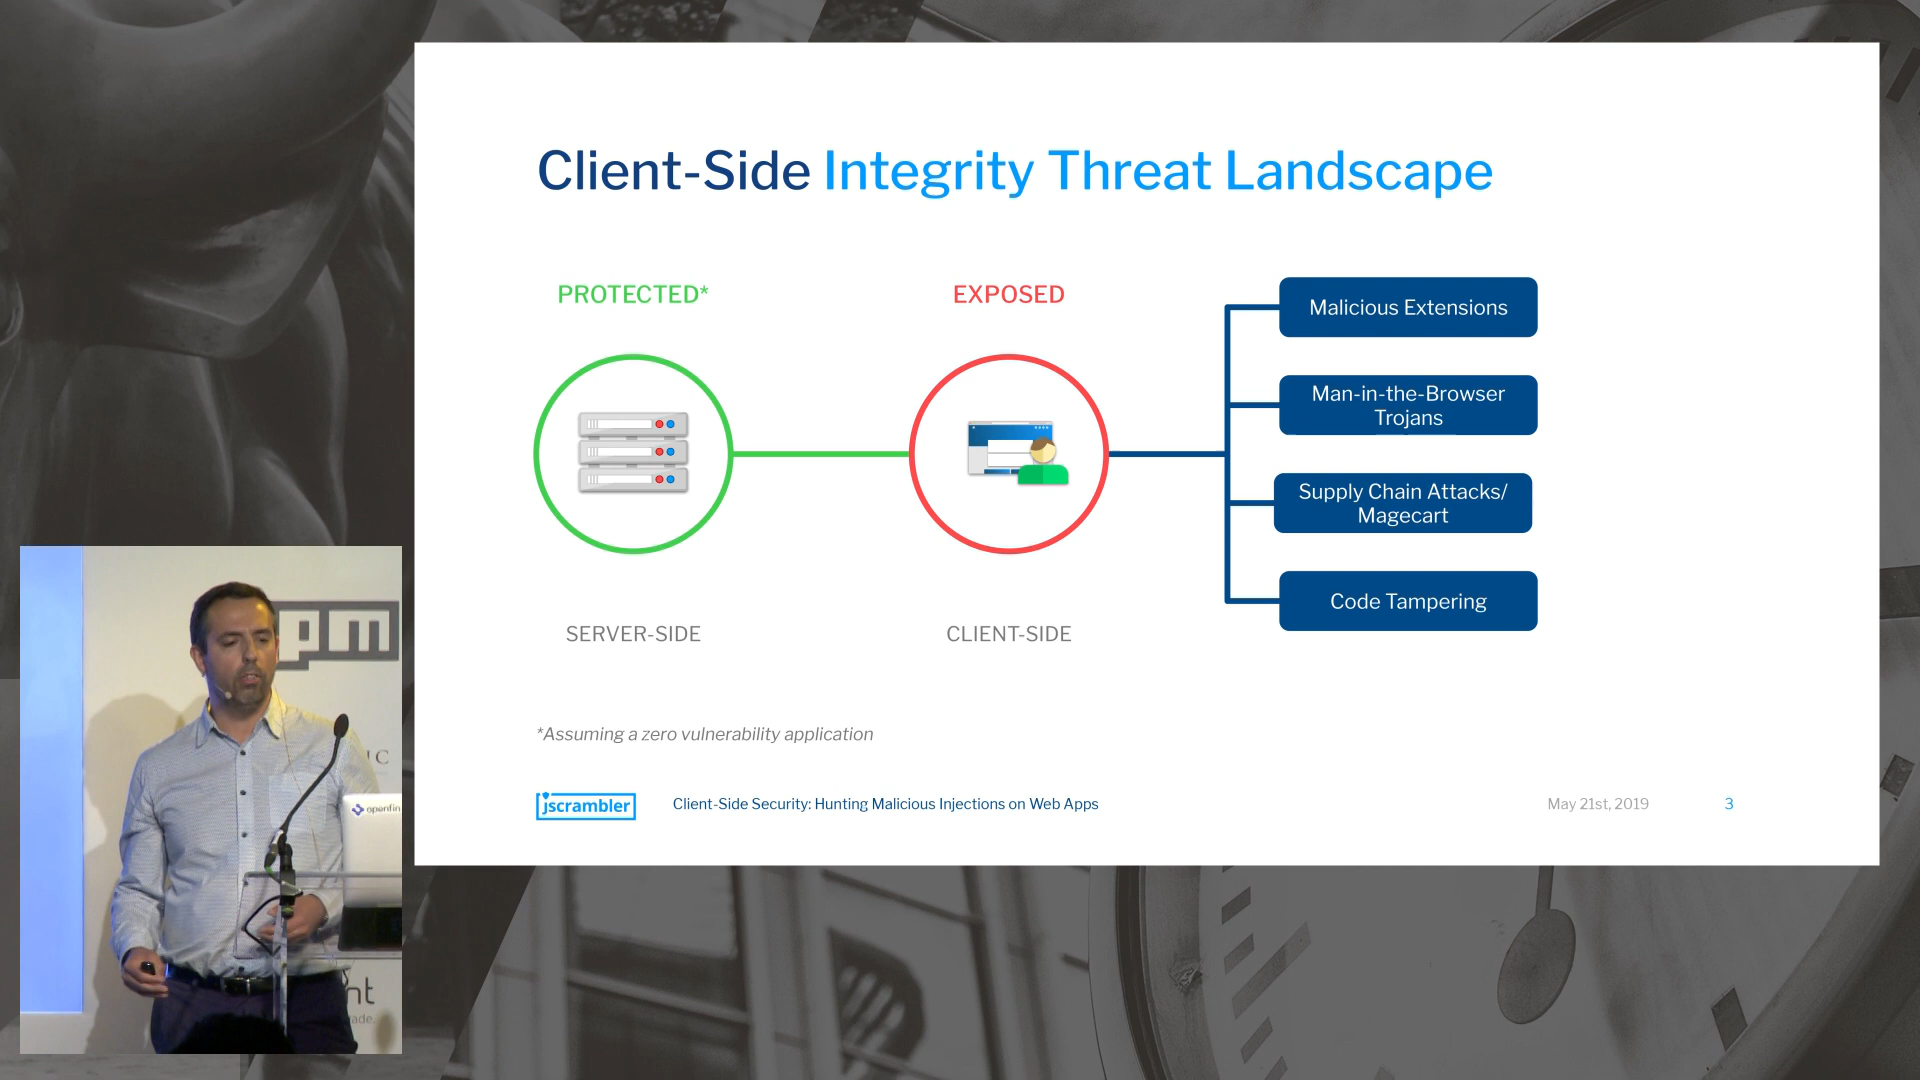 Client-Side Integrity Threat Landscape
PROTECTED*
EXPOSED
Malicious Extensions
Man-in-the-Browser
Trojans
Supply Chain Attacks/
Magecart
Code Tampering
SERVER-SIDE
CLIENT-SIDE
*Assuming a zero vulnerability application
jscrambler
Client-Side Security: Hunting Malicious Injections on Web Apps
May 21st, 2019
3
openfin